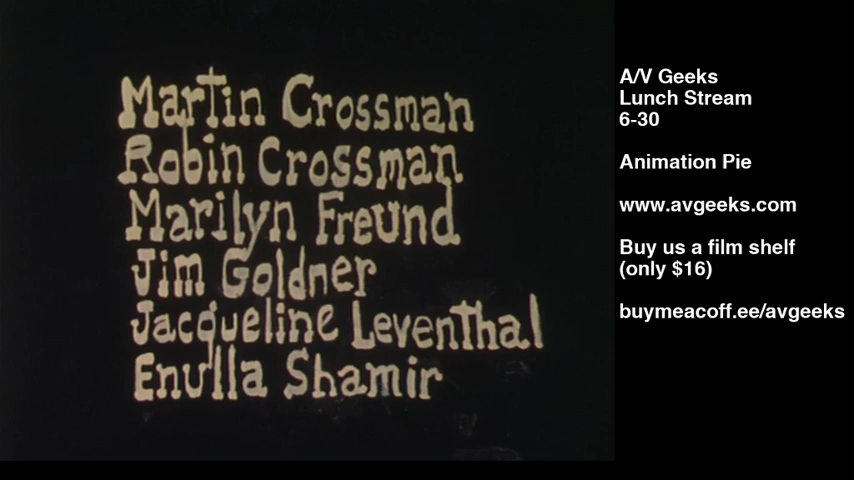 Martin Crossman
Robin Crossman
Marilyn Freund
Jim Goldner
Jacqueline Leventhal
Enulla Shamir
A/V Geeks
Lunch Stream
6-30
Animation Pie
www.avgeeks.com
Buy us a film shelf
(only $16)
buymeacoff.ee/avgeeks